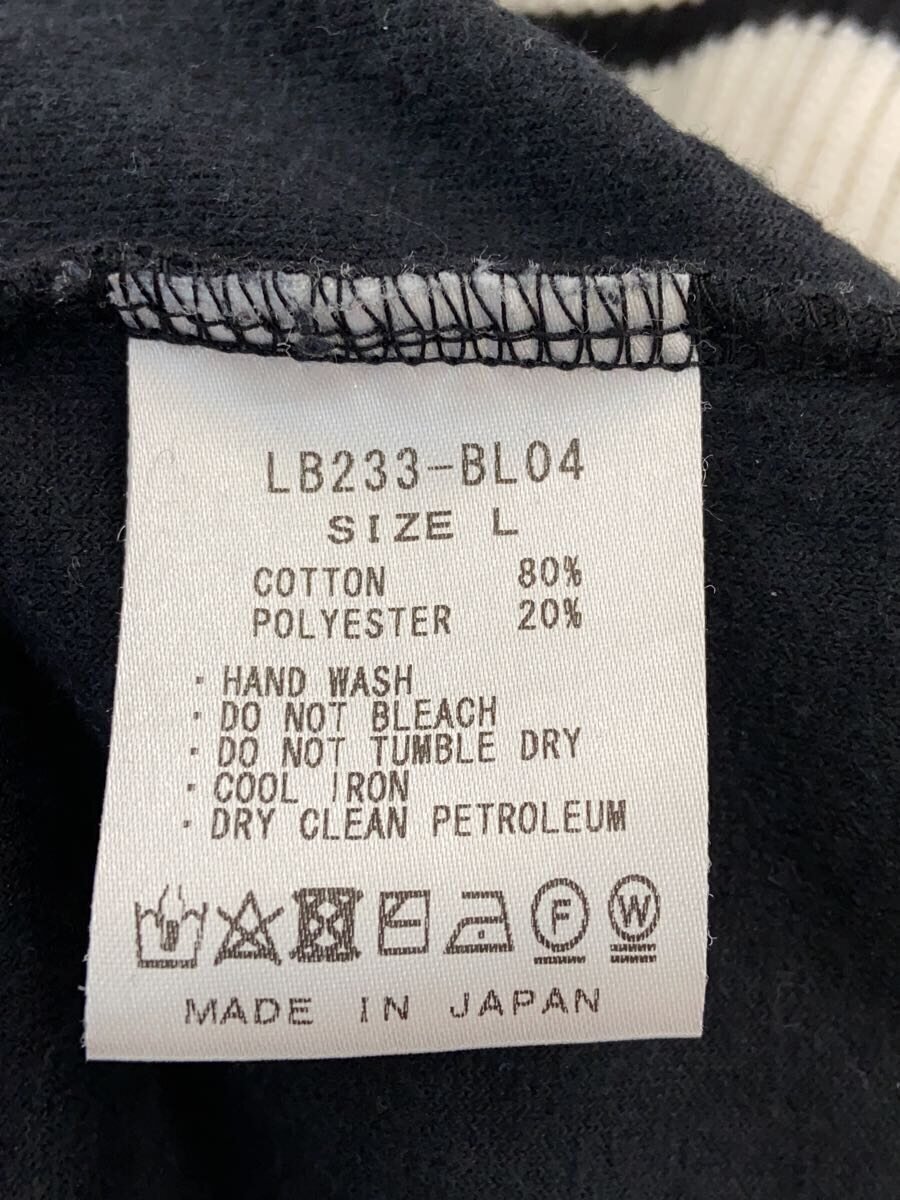 LB233-BL04
SIZE L
COTTON 80%
POLYESTER 20%
・HAND WASH
・DO NOT BLEACH
・DO NOT TUMBLE DRY
・COOL IRON
・DRY CLEAN PETROLEUM
F W
MADE IN JAPAN